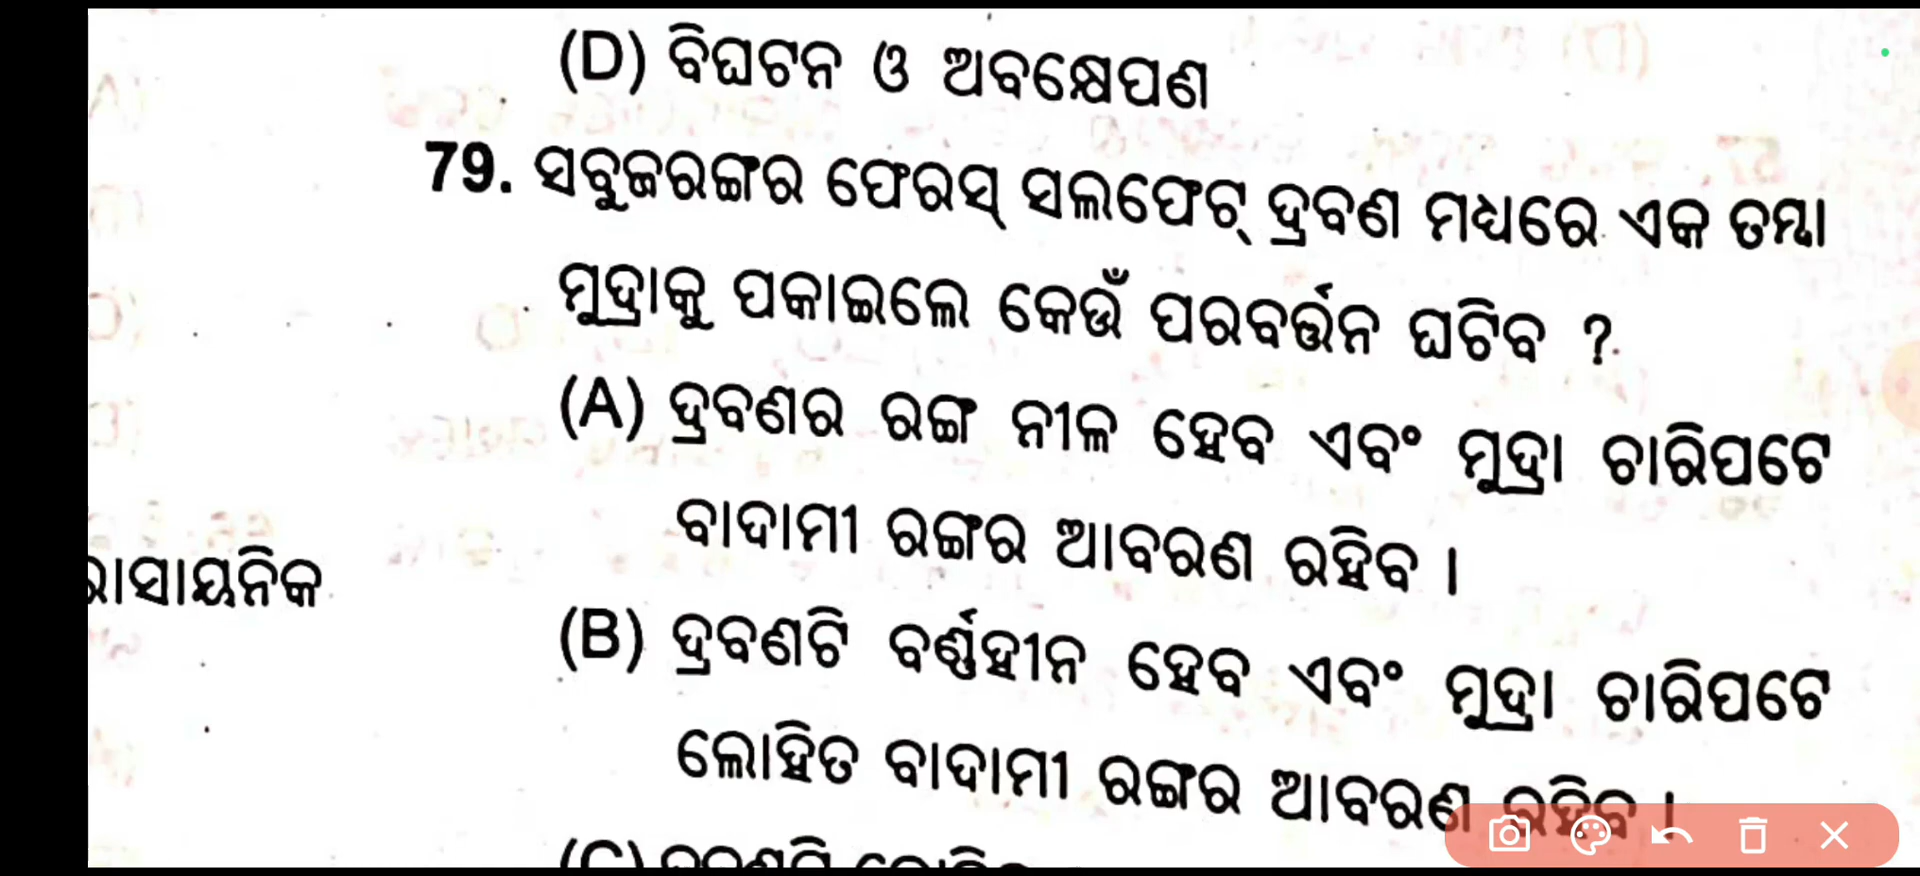 (D) ବିଘଟନ ଓ ଅବକ୍ଷେପଣ
79. ସବୁଜରଙ୍ଗର ଫେରସ୍ ସଲଫେଟ୍ ଦ୍ରବଣ ମଧ୍ୟରେ ଏକ ତମ୍ବା
ମୁଦ୍ରାକୁ ପକାଇଲେ କେଉଁ ପରବର୍ତ୍ତନ ଘଟିବ ?
(A) ଦ୍ରବଣର ରଙ୍ଗ ନୀଳ ହେବ ଏବଂ ମୁଦ୍ରା ଚାରିପଟେ
ବାଦାମୀ ରଙ୍ଗର ଆବରଣ ରହିବ ।
ରାସାୟନିକ
(B) ଦ୍ରବଣଟି ବର୍ଣ୍ଣହୀନ ହେବ ଏବଂ ମୁଦ୍ରା ଚାରିପଟେ
ଲୋହିତ ବାଦାମୀ ରଙ୍ଗର ଆବରଣ ରହିବ ।
(C)